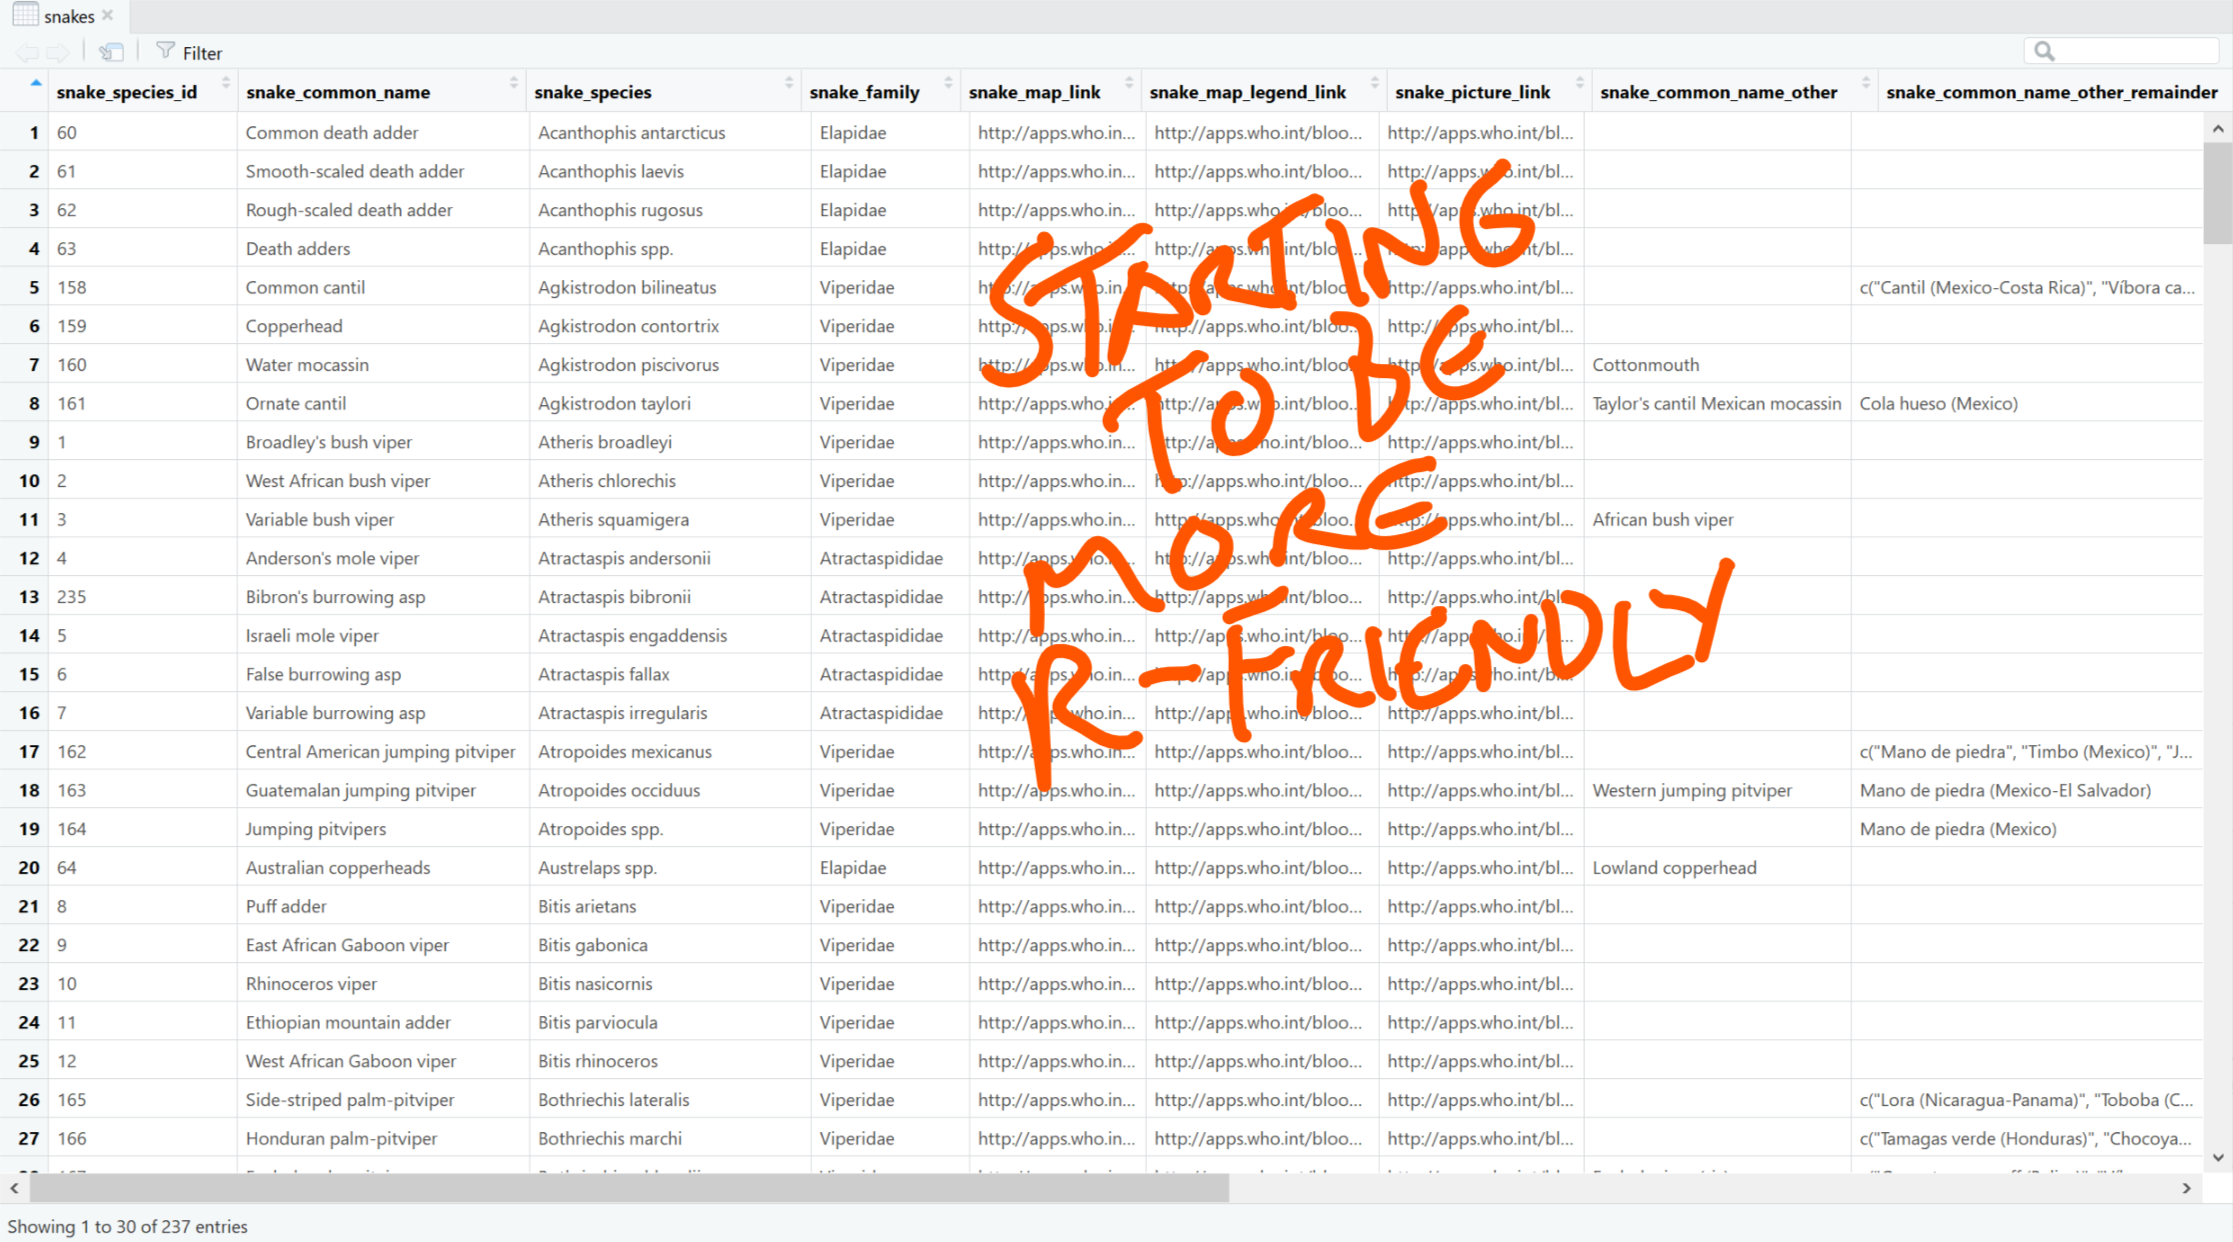 snakes
Filter
snake_species_id snake_common_name snake_species snake_family snake_map_link snake_map_legend_link snake_picture_link snake_common_name_other snake_common_name_other_remainder
1 60 Common death adder Acanthophis antarcticus Elapidae http://apps.who.in... http://apps.who.int/bloo... http://apps.who.int/bl...
2 61 Smooth-scaled death adder Acanthophis laevis Elapidae http://apps.who.in... http://apps.who.int/bloo... http://apps.who.int/bl...
3 62 Rough-scaled death adder Acanthophis rugosus Elapidae http://apps.who.in... http://apps.who.int/bloo... http://apps.who.int/bl...
4 63 Death adders Acanthophis spp. Elapidae http://apps.who.in... http://apps.who.int/bloo... http://apps.who.int/bl...
5 158 Common cantil Agkistrodon bilineatus Viperidae http://apps.who.in... http://apps.who.int/bloo... http://apps.who.int/bl... c("Cantil (Mexico-Costa Rica)", "Víbora ca...
6 159 Copperhead Agkistrodon contortrix Viperidae http://apps.who.in... http://apps.who.int/bloo... http://apps.who.int/bl...
7 160 Water mocassin Agkistrodon piscivorus Viperidae http://apps.who.in... http://apps.who.int/bloo... http://apps.who.int/bl... Cottonmouth
8 161 Ornate cantil Agkistrodon taylori Viperidae http://apps.who.in... http://apps.who.int/bloo... http://apps.who.int/bl... Taylor's cantil Mexican mocassin Cola hueso (Mexico)
9 1 Broadley's bush viper Atheris broadleyi Viperidae http://apps.who.in... http://apps.who.int/bloo... http://apps.who.int/bl...
10 2 West African bush viper Atheris chlorechis Viperidae http://apps.who.in... http://apps.who.int/bloo... http://apps.who.int/bl...
11 3 Variable bush viper Atheris squamigera Viperidae http://apps.who.in... http://apps.who.int/bloo... http://apps.who.int/bl... African bush viper
12 4 Anderson's mole viper Atractaspis andersonii Atractaspididae http://apps.who.in... http://apps.who.int/bloo... http://apps.who.int/bl...
13 235 Bibron's burrowing asp Atractaspis bibronii Atractaspididae http://apps.who.in... http://apps.who.int/bloo... http://apps.who.int/bl...
14 5 Israeli mole viper Atractaspis engaddensis Atractaspididae http://apps.who.in... http://apps.who.int/bloo... http://apps.who.int/bl...
15 6 False burrowing asp Atractaspis fallax Atractaspididae http://apps.who.in... http://apps.who.int/bloo... http://apps.who.int/bl...
16 7 Variable burrowing asp Atractaspis irregularis Atractaspididae http://apps.who.in... http://apps.who.int/bloo... http://apps.who.int/bl...
17 162 Central American jumping pitviper Atropoides mexicanus Viperidae http://apps.who.in... http://apps.who.int/bloo... http://apps.who.int/bl... c("Mano de piedra", "Timbo (Mexico)", "J...
18 163 Guatemalan jumping pitviper Atropoides occiduus Viperidae http://apps.who.in... http://apps.who.int/bloo... http://apps.who.int/bl... Western jumping pitviper Mano de piedra (Mexico-El Salvador)
19 164 Jumping pitvipers Atropoides spp. Viperidae http://apps.who.in... http://apps.who.int/bloo... http://apps.who.int/bl... Mano de piedra (Mexico)
20 64 Australian copperheads Austrelaps spp. Elapidae http://apps.who.in... http://apps.who.int/bloo... http://apps.who.int/bl... Lowland copperhead
21 8 Puff adder Bitis arietans Viperidae http://apps.who.in... http://apps.who.int/bloo... http://apps.who.int/bl...
22 9 East African Gaboon viper Bitis gabonica Viperidae http://apps.who.in... http://apps.who.int/bloo... http://apps.who.int/bl...
23 10 Rhinoceros viper Bitis nasicornis Viperidae http://apps.who.in... http://apps.who.int/bloo... http://apps.who.int/bl...
24 11 Ethiopian mountain adder Bitis parviocula Viperidae http://apps.who.in... http://apps.who.int/bloo... http://apps.who.int/bl...
25 12 West African Gaboon viper Bitis rhinoceros Viperidae http://apps.who.in... http://apps.who.int/bloo... http://apps.who.int/bl...
26 165 Side-striped palm-pitviper Bothriechis lateralis Viperidae http://apps.who.in... http://apps.who.int/bloo... http://apps.who.int/bl... c("Lora (Nicaragua-Panama)", "Toboba (C...
27 166 Honduran palm-pitviper Bothriechis marchi Viperidae http://apps.who.in... http://apps.who.int/bloo... http://apps.who.int/bl... c("Tamagas verde (Honduras)", "Chocoya...
Showing 1 to 30 of 237 entries
STARTING
TO BE
MORE
R-FRIENDLY